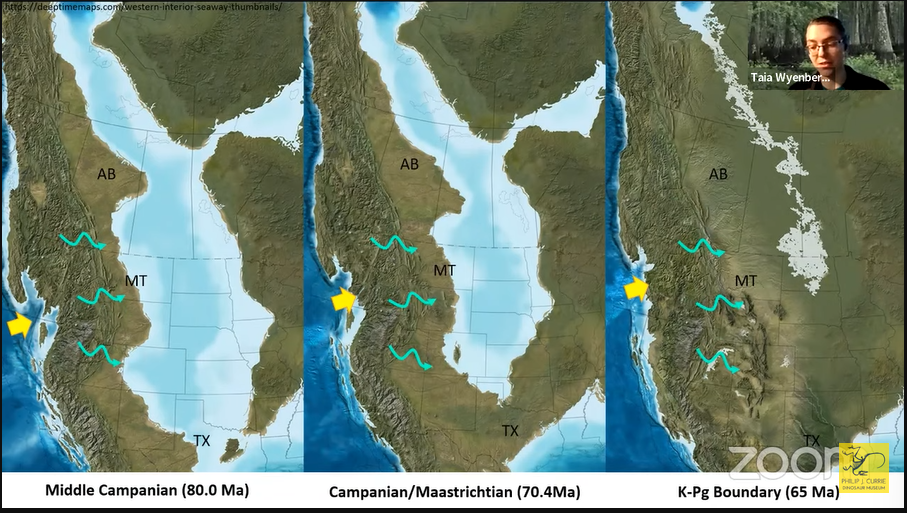 https://deeptimemaps.com/western-interior-seaway-thumbnails/
Taia Wyenber...
AB
MT
TX
AB
MT
TX
AB
MT
TX
zoom
PHILIP J. CURRIE
DINOSAUR MUSEUM
Middle Campanian (80.0 Ma)
Campanian/Maastrichtian (70.4Ma)
K-Pg Boundary (65 Ma)